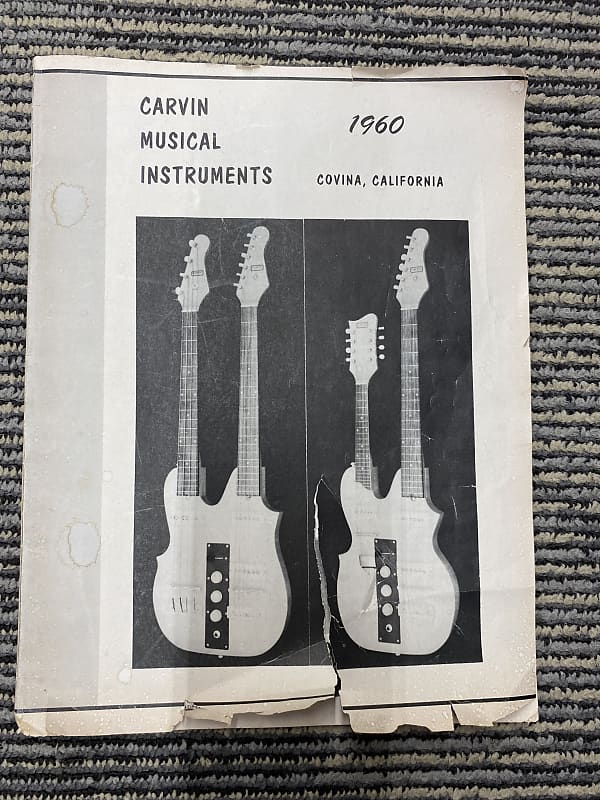 CARVIN
MUSICAL
INSTRUMENTS
1960
COVINA, CALIFORNIA